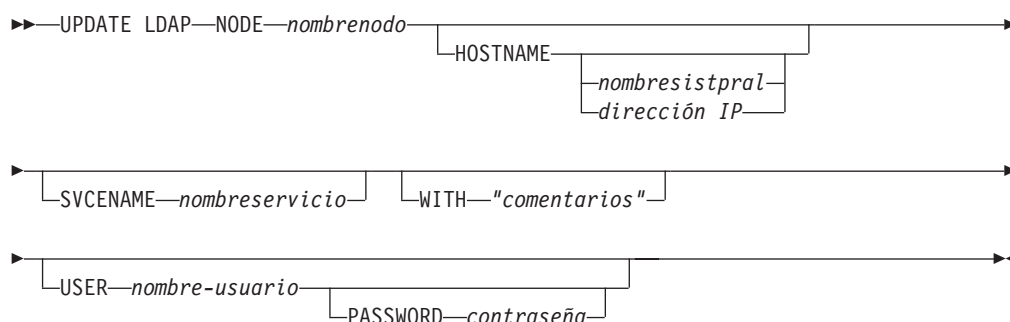 UPDATE LDAP NODE nombrenodo
HOSTNAME
nombresistpral
dirección IP
SVCENAME nombreservicio WITH "comentarios"
USER nombre-usuario
PASSWORD contraseña